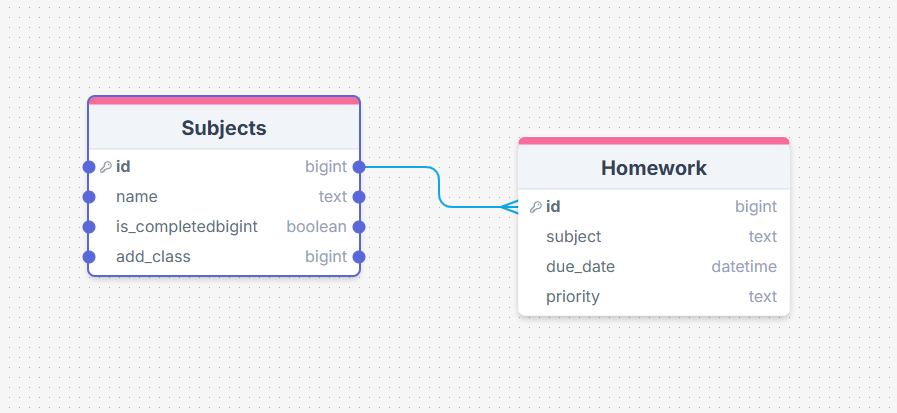 Subjects
id bigint
name text
is_completedbigint boolean
add_class bigint
Homework
id bigint
subject text
due_date datetime
priority text